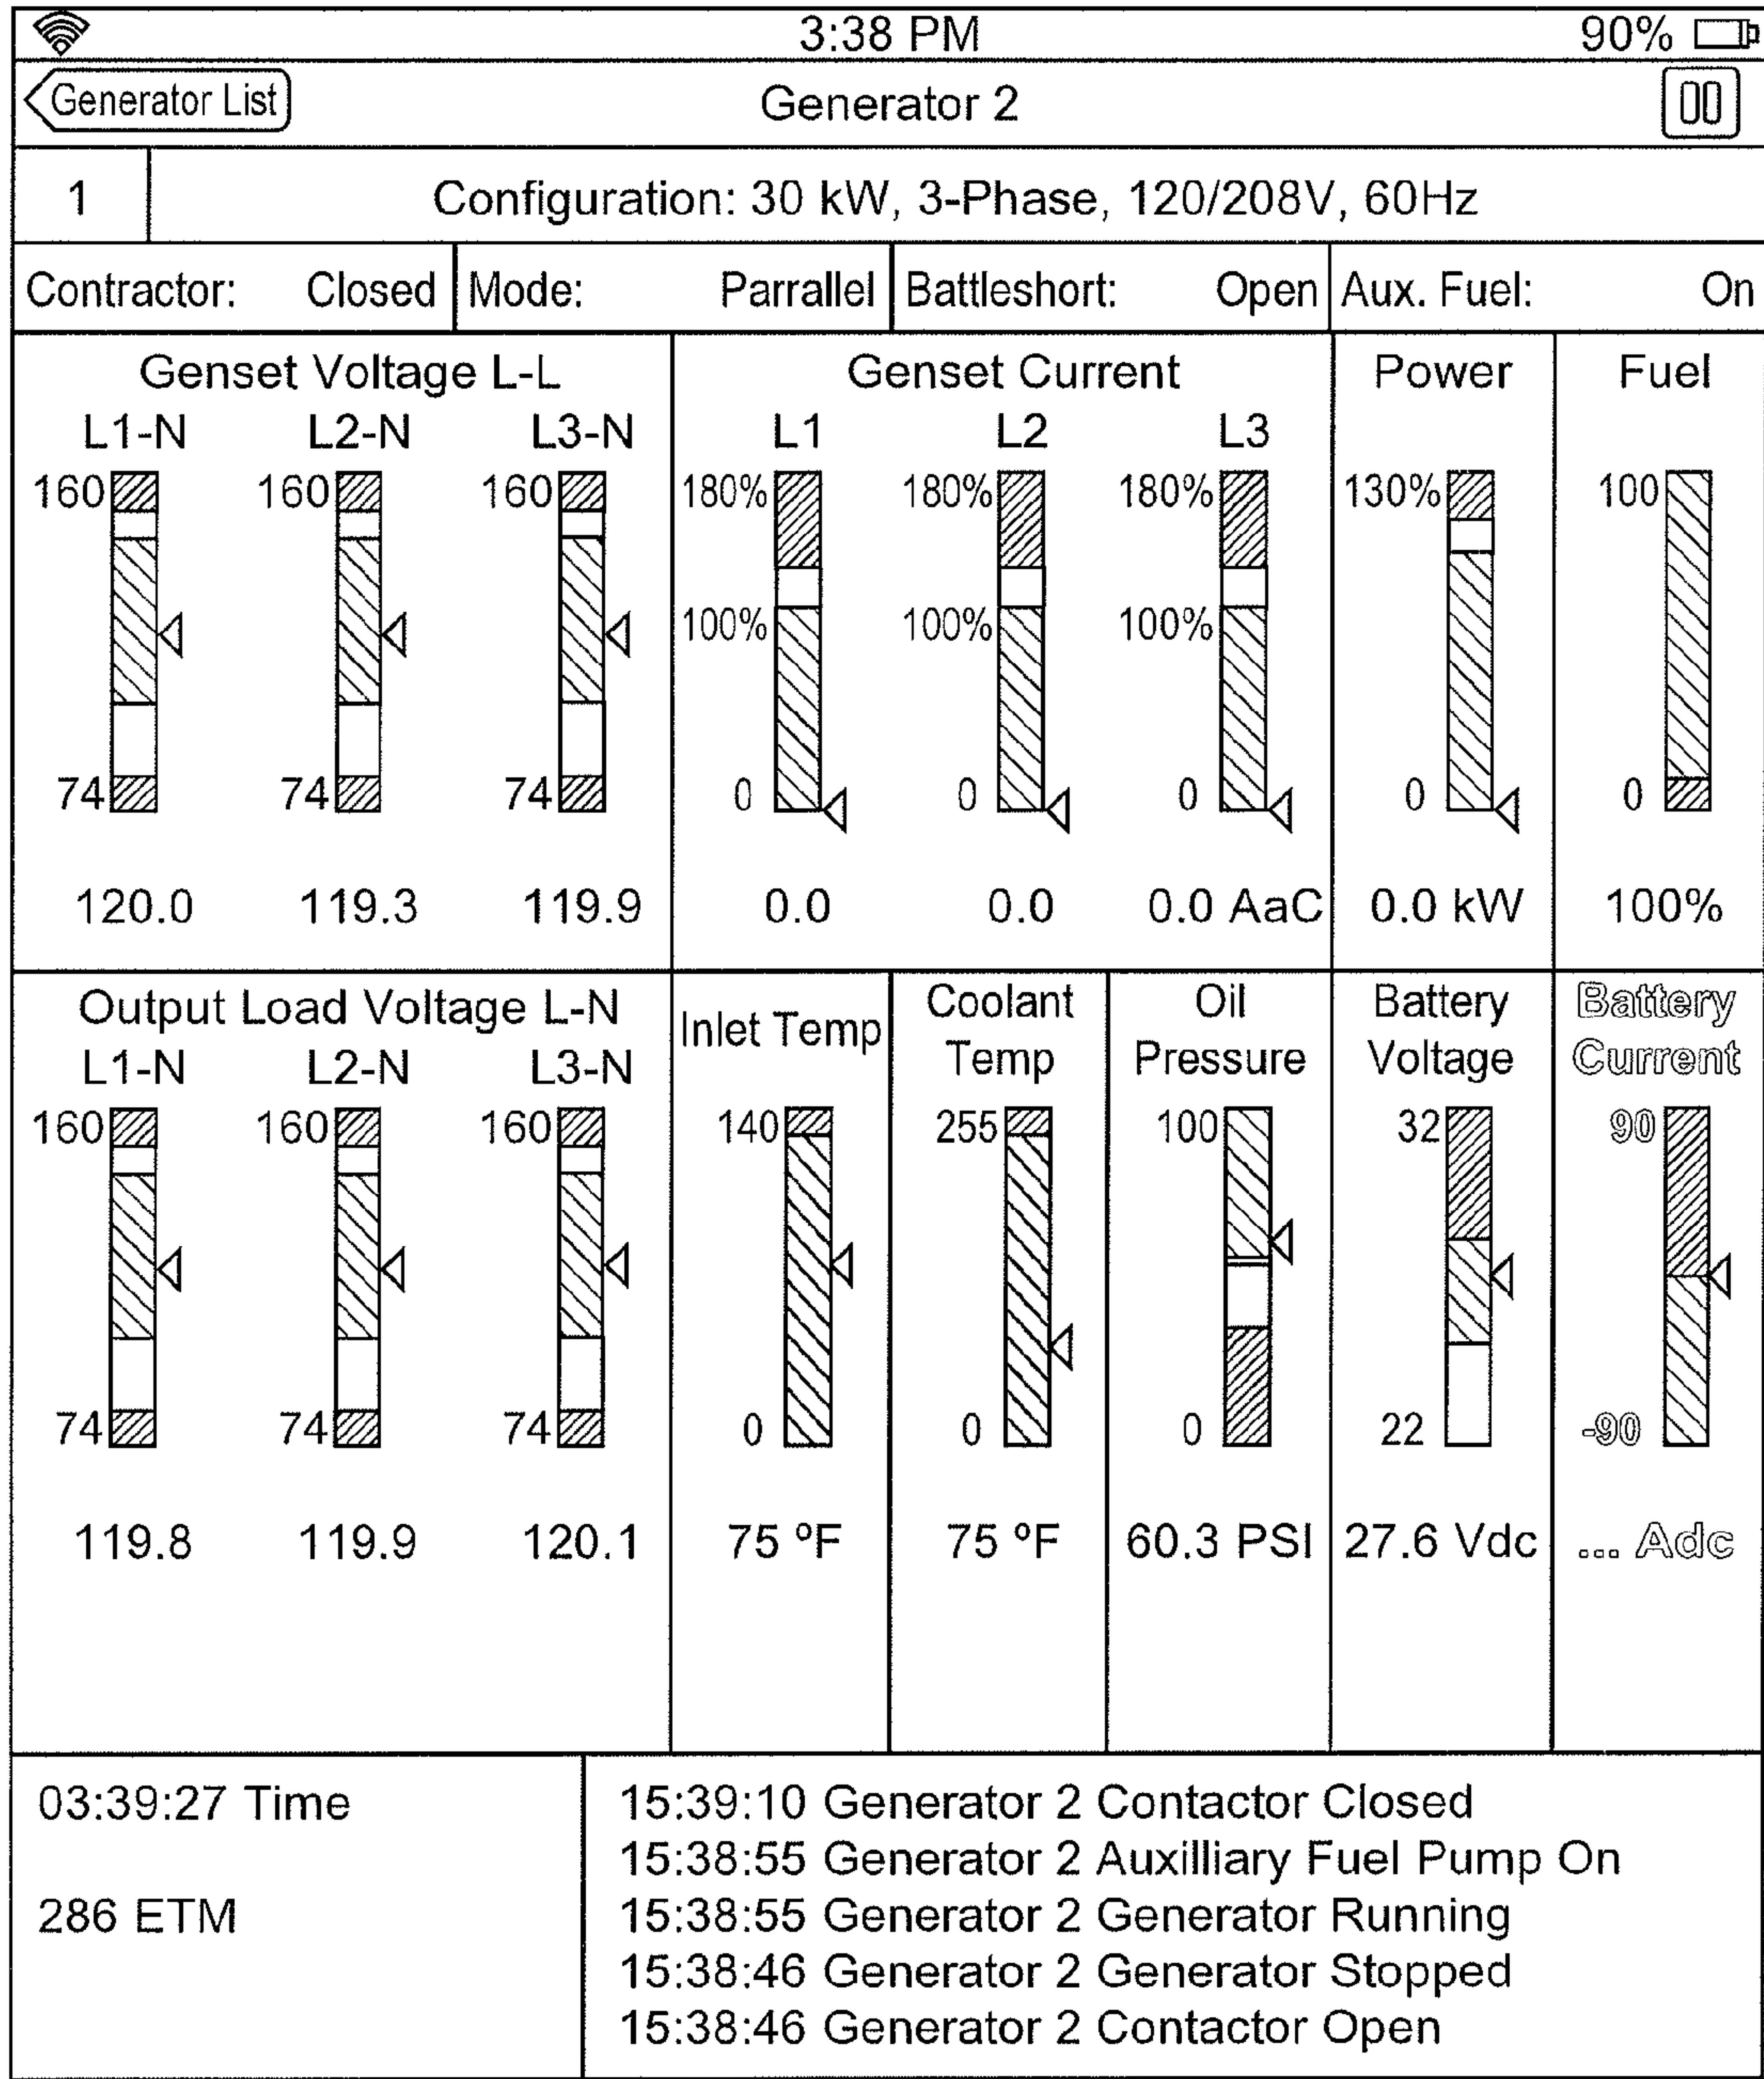 3:38 PM 90%
Generator List Generator 2
1 Configuration: 30 kW, 3-Phase, 120/208V, 60Hz
Contractor: Closed Mode: Parrallel Battleshort: Open Aux. Fuel: On
Genset Voltage L-L Genset Current Power Fuel
L1-N L2-N L3-N L1 L2 L3
160 160 160 180% 180% 180% 130% 100
100% 100% 100%
74 74 74 0 0 0 0 0
120.0 119.3 119.9 0.0 0.0 0.0 AaC 0.0 kW 100%
Output Load Voltage L-N Inlet Temp Coolant Temp Oil Pressure Battery Voltage Battery Current
L1-N L2-N L3-N
160 160 160 140 255 100 32 90
74 74 74 0 0 0 22 -90
119.8 119.9 120.1 75 ºF 75 ºF 60.3 PSI 27.6 Vdc ... Adc
03:39:27 Time
286 ETM
15:39:10 Generator 2 Contactor Closed
15:38:55 Generator 2 Auxilliary Fuel Pump On
15:38:55 Generator 2 Generator Running
15:38:46 Generator 2 Generator Stopped
15:38:46 Generator 2 Contactor Open